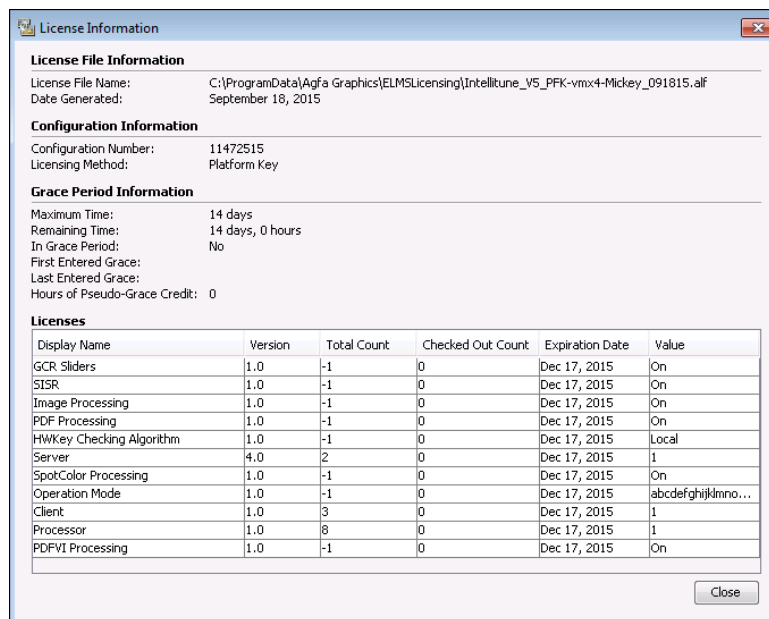 License Information
License File Information
License File Name: C:\ProgramData\Agfa Graphics\ELMSLicensing\Intellitune_V5_PFK-vmx4-Mickey_091815.alf
Date Generated: September 18, 2015
Configuration Information
Configuration Number: 11472515
Licensing Method: Platform Key
Grace Period Information
Maximum Time: 14 days
Remaining Time: 14 days, 0 hours
In Grace Period: No
First Entered Grace:
Last Entered Grace:
Hours of Pseudo-Grace Credit: 0
Licenses
Display Name Version Total Count Checked Out Count Expiration Date Value
GCR Sliders 1.0 -1 0 Dec 17, 2015 On
SISR 1.0 -1 0 Dec 17, 2015 On
Image Processing 1.0 -1 0 Dec 17, 2015 On
PDF Processing 1.0 -1 0 Dec 17, 2015 On
HWKey Checking Algorithm 1.0 -1 0 Dec 17, 2015 Local
Server 4.0 2 0 Dec 17, 2015 1
SpotColor Processing 1.0 -1 0 Dec 17, 2015 On
Operation Mode 1.0 -1 0 Dec 17, 2015 abcdefghijklmno...
Client 1.0 3 0 Dec 17, 2015 1
Processor 1.0 8 0 Dec 17, 2015 1
PDFVI Processing 1.0 -1 0 Dec 17, 2015 On
Close